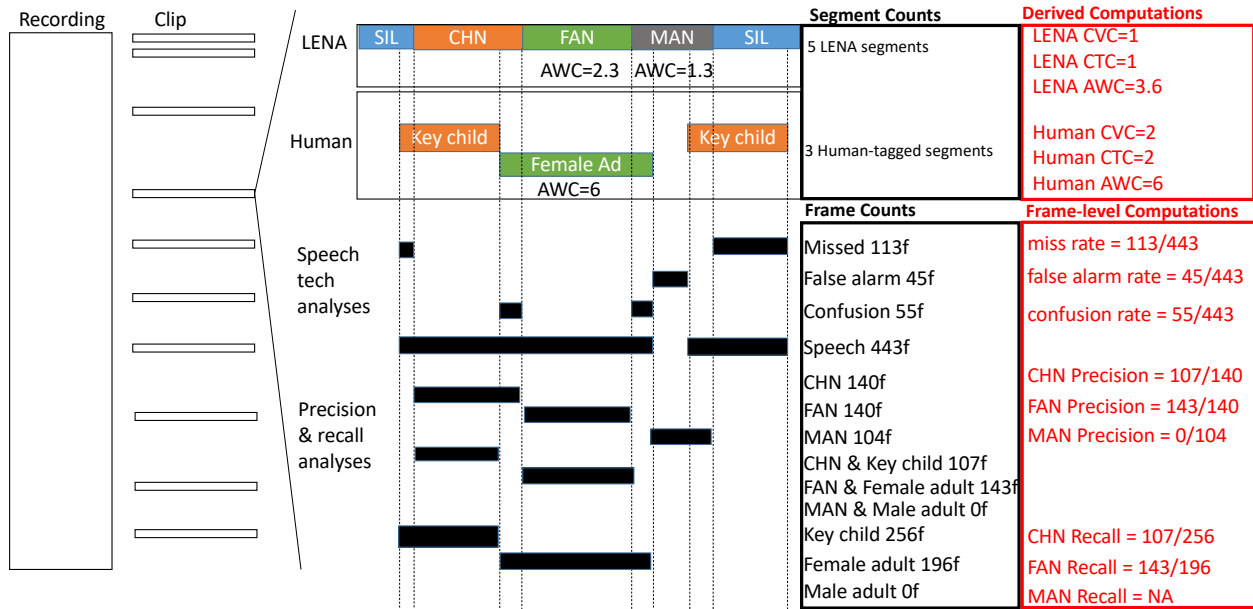 Recording
Clip
Segment Counts
Derived Computations
LENA
SIL
CHN
FAN
MAN
SIL
AWC=2.3
AWC=1.3
5 LENA segments
LENA CVC=1
LENA CTC=1
LENA AWC=3.6
Human
Key child
Key child
Female Ad
AWC=6
3 Human-tagged segments
Human CVC=2
Human CTC=2
Human AWC=6
Frame Counts
Frame-level Computations
Speech
tech
analyses
Missed 113f
miss rate = 113/443
False alarm 45f
false alarm rate = 45/443
Confusion 55f
confusion rate = 55/443
Speech 443f
Precision
& recall
analyses
CHN 140f
CHN Precision = 107/140
FAN 140f
FAN Precision = 143/140
MAN 104f
MAN Precision = 0/104
CHN & Key child 107f
FAN & Female adult 143f
MAN & Male adult 0f
Key child 256f
CHN Recall = 107/256
Female adult 196f
FAN Recall = 143/196
Male adult 0f
MAN Recall = NA